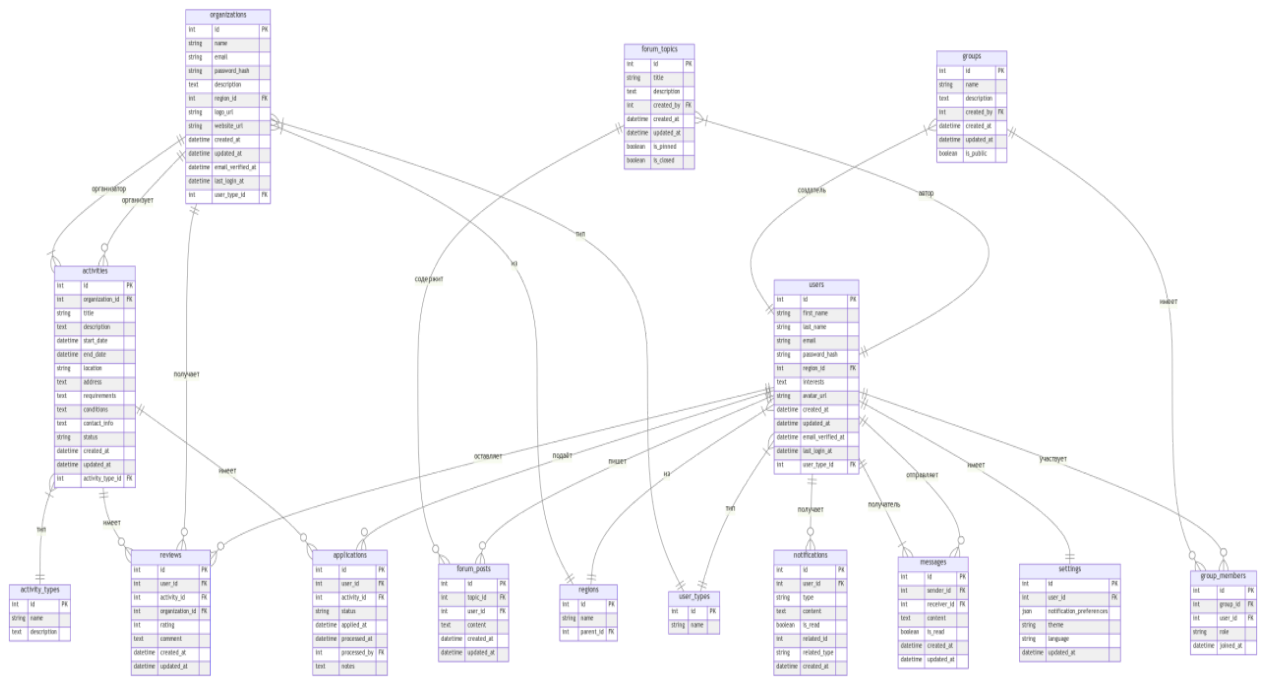 organizations
int id PK
string name
string email
string password_hash
text description
int region_id FK
string logo_url
string website_url
datetime created_at
datetime updated_at
datetime email_verified_at
datetime last_login_at
int user_type_id FK
forum_topics
int id PK
string title
text description
int created_by FK
datetime created_at
datetime updated_at
boolean is_pinned
boolean is_closed
groups
int id PK
string name
text description
int created_by FK
datetime created_at
datetime updated_at
boolean is_public
организатор
организует
создатель
автор
тип
из
содержит
имеет
получает
activities
int id PK
int organization_id FK
string title
text description
datetime start_date
datetime end_date
string location
text address
text requirements
text conditions
text contact_info
string status
datetime created_at
datetime updated_at
int activity_type_id FK
users
int id PK
string first_name
string last_name
string email
string password_hash
int region_id FK
text interests
string avatar_url
datetime created_at
datetime updated_at
datetime email_verified_at
datetime last_login_at
int user_type_id FK
оставляет
подаёт
пишет
из
имеет
отправляет
имеет
участвует
тип
получает
получатель
тип
имеет
activity_types
int id PK
string name
text description
reviews
int id PK
int user_id FK
int activity_id FK
int organization_id FK
int rating
text comment
datetime created_at
datetime updated_at
applications
int id PK
int user_id FK
int activity_id FK
string status
datetime applied_at
datetime processed_at
int processed_by FK
text notes
forum_posts
int id PK
int topic_id FK
int user_id FK
text content
datetime created_at
datetime updated_at
regions
int id PK
string name
int parent_id FK
user_types
int id PK
string name
notifications
int id PK
int user_id FK
string type
text content
boolean is_read
int related_id
string related_type
datetime created_at
messages
int id PK
int sender_id FK
int receiver_id FK
text content
boolean is_read
datetime created_at
datetime updated_at
settings
int id PK
int user_id FK
json notification_preferences
string theme
string language
datetime updated_at
group_members
int id PK
int group_id FK
int user_id FK
string role
datetime joined_at